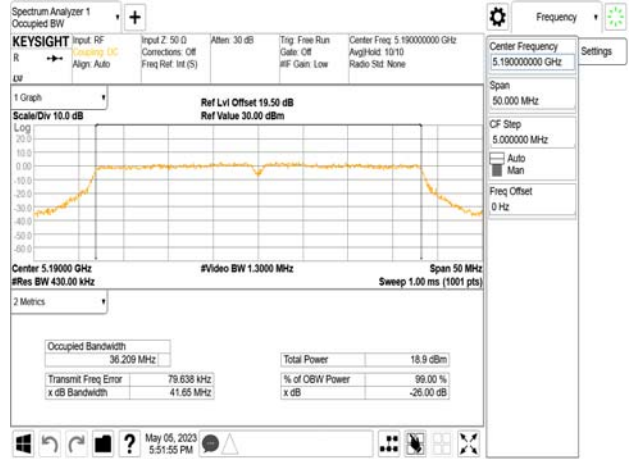 Spectrum Analyzer 1
Occupied BW
Frequency
KEYSIGHT
R
LXI
Input: RF
Coupling: DC
Align: Auto
Input Z: 50 Ω
Corrections: Off
Freq Ref: Int (S)
Atten: 30 dB
Trig: Free Run
Gate: Off
#IF Gain: Low
Center Freq: 5.190000000 GHz
Avg|Hold: 10/10
Radio Std: None
Center Frequency
5.190000000 GHz
Settings
Span
50.000 MHz
CF Step
5.000000 MHz
Auto
Man
Freq Offset
0 Hz
1 Graph
Scale/Div 10.0 dB
Ref Lvl Offset 19.50 dB
Ref Value 30.00 dBm
Log
20.0
10.0
0.00
-10.0
-20.0
-30.0
-40.0
-50.0
-60.0
Center 5.19000 GHz
#Res BW 430.00 kHz
#Video BW 1.3000 MHz
Span 50 MHz
Sweep 1.00 ms (1001 pts)
2 Metrics
Occupied Bandwidth
36.209 MHz
Transmit Freq Error 79.638 kHz
x dB Bandwidth 41.65 MHz
Total Power 18.9 dBm
% of OBW Power 99.00 %
x dB -26.00 dB
?
May 05, 2023
5:51:55 PM